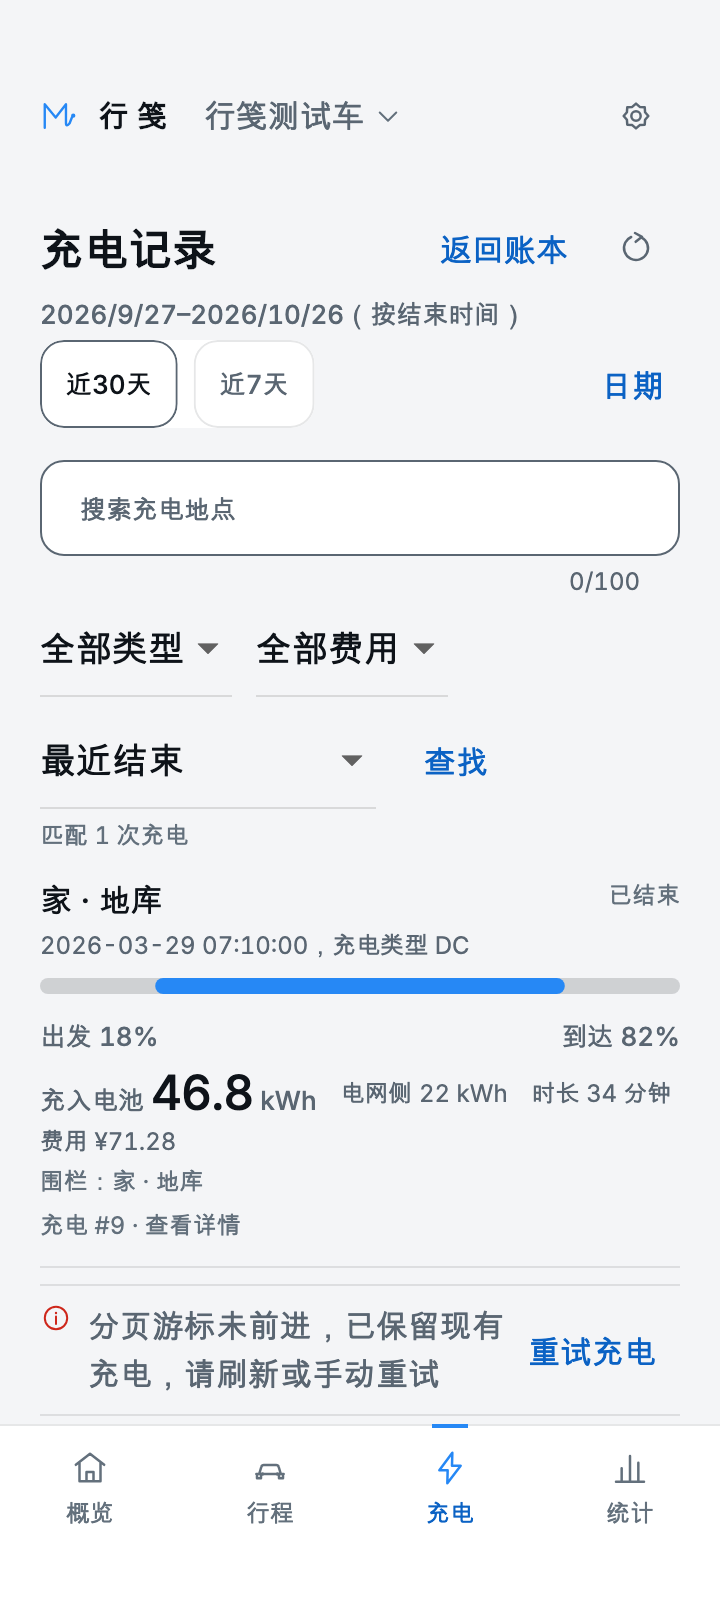 行笺 行笺测试车
充电记录 返回账本
2026/9/27–2026/10/26（按结束时间）
近30天 近7天 日期
搜索充电地点
0/100
全部类型 全部费用
最近结束 查找
匹配 1 次充电
家 · 地库 已结束
2026-03-29 07:10:00，充电类型 DC
出发 18% 到达 82%
充入电池 46.8 kWh 电网侧 22 kWh 时长 34 分钟
费用 ¥71.28
围栏：家 · 地库
充电 #9 · 查看详情
分页游标未前进，已保留现有
充电，请刷新或手动重试 重试充电
概览 行程 充电 统计